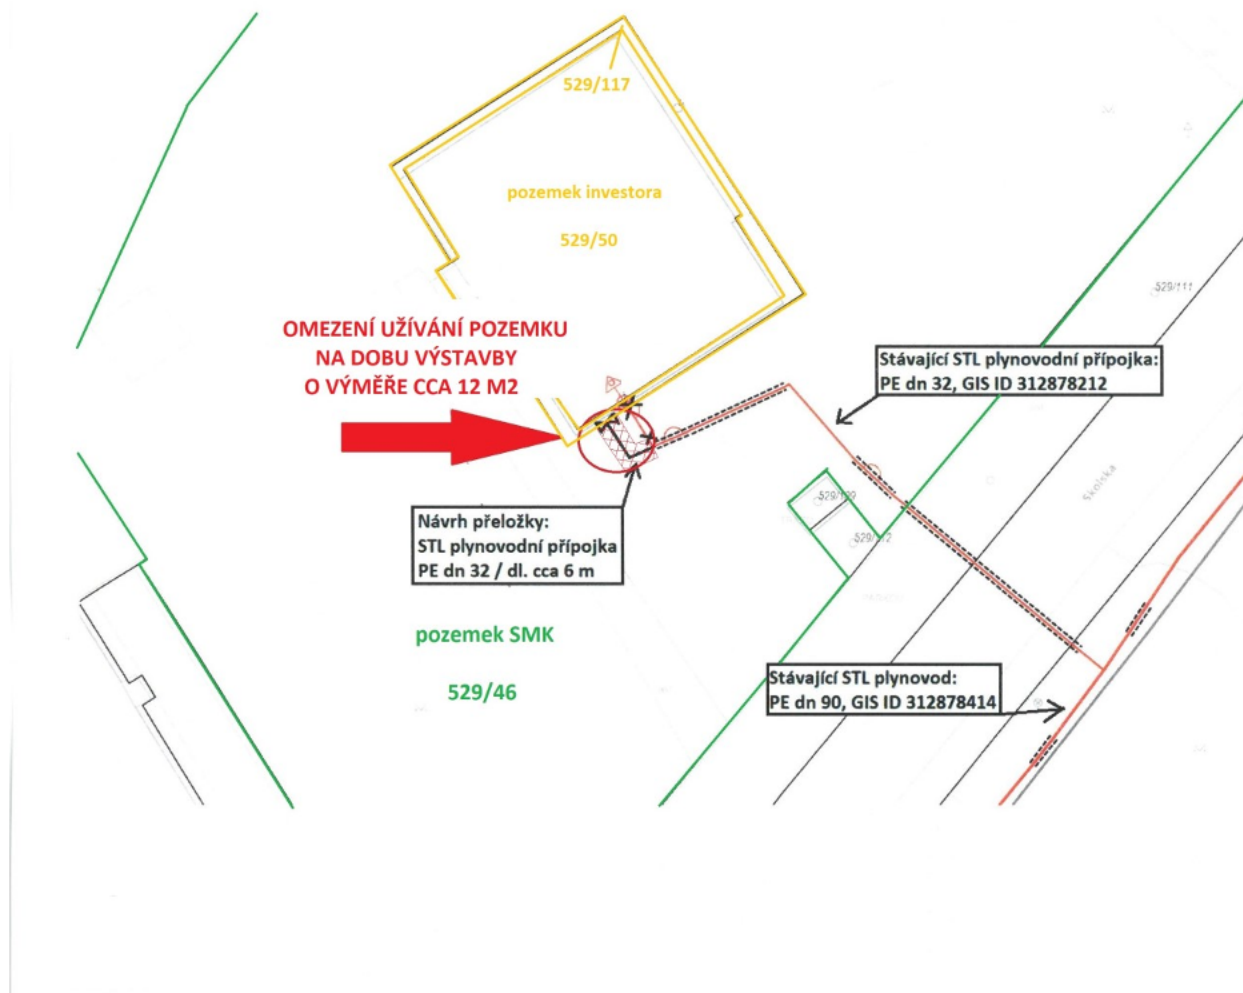 529/117
pozemek investora
529/50
529/111
OMEZENÍ UŽÍVÁNÍ POZEMKU
NA DOBU VÝSTAVBY
O VÝMĚŘE CCA 12 M2
Stávající STL plynovodní přípojka:
PE dn 32, GIS ID 312878212
Školská
Návrh přeložky:
STL plynovodní přípojka
PE dn 32 / dl. cca 6 m
pozemek SMK
529/46
Stávající STL plynovod:
PE dn 90, GIS ID 312878414